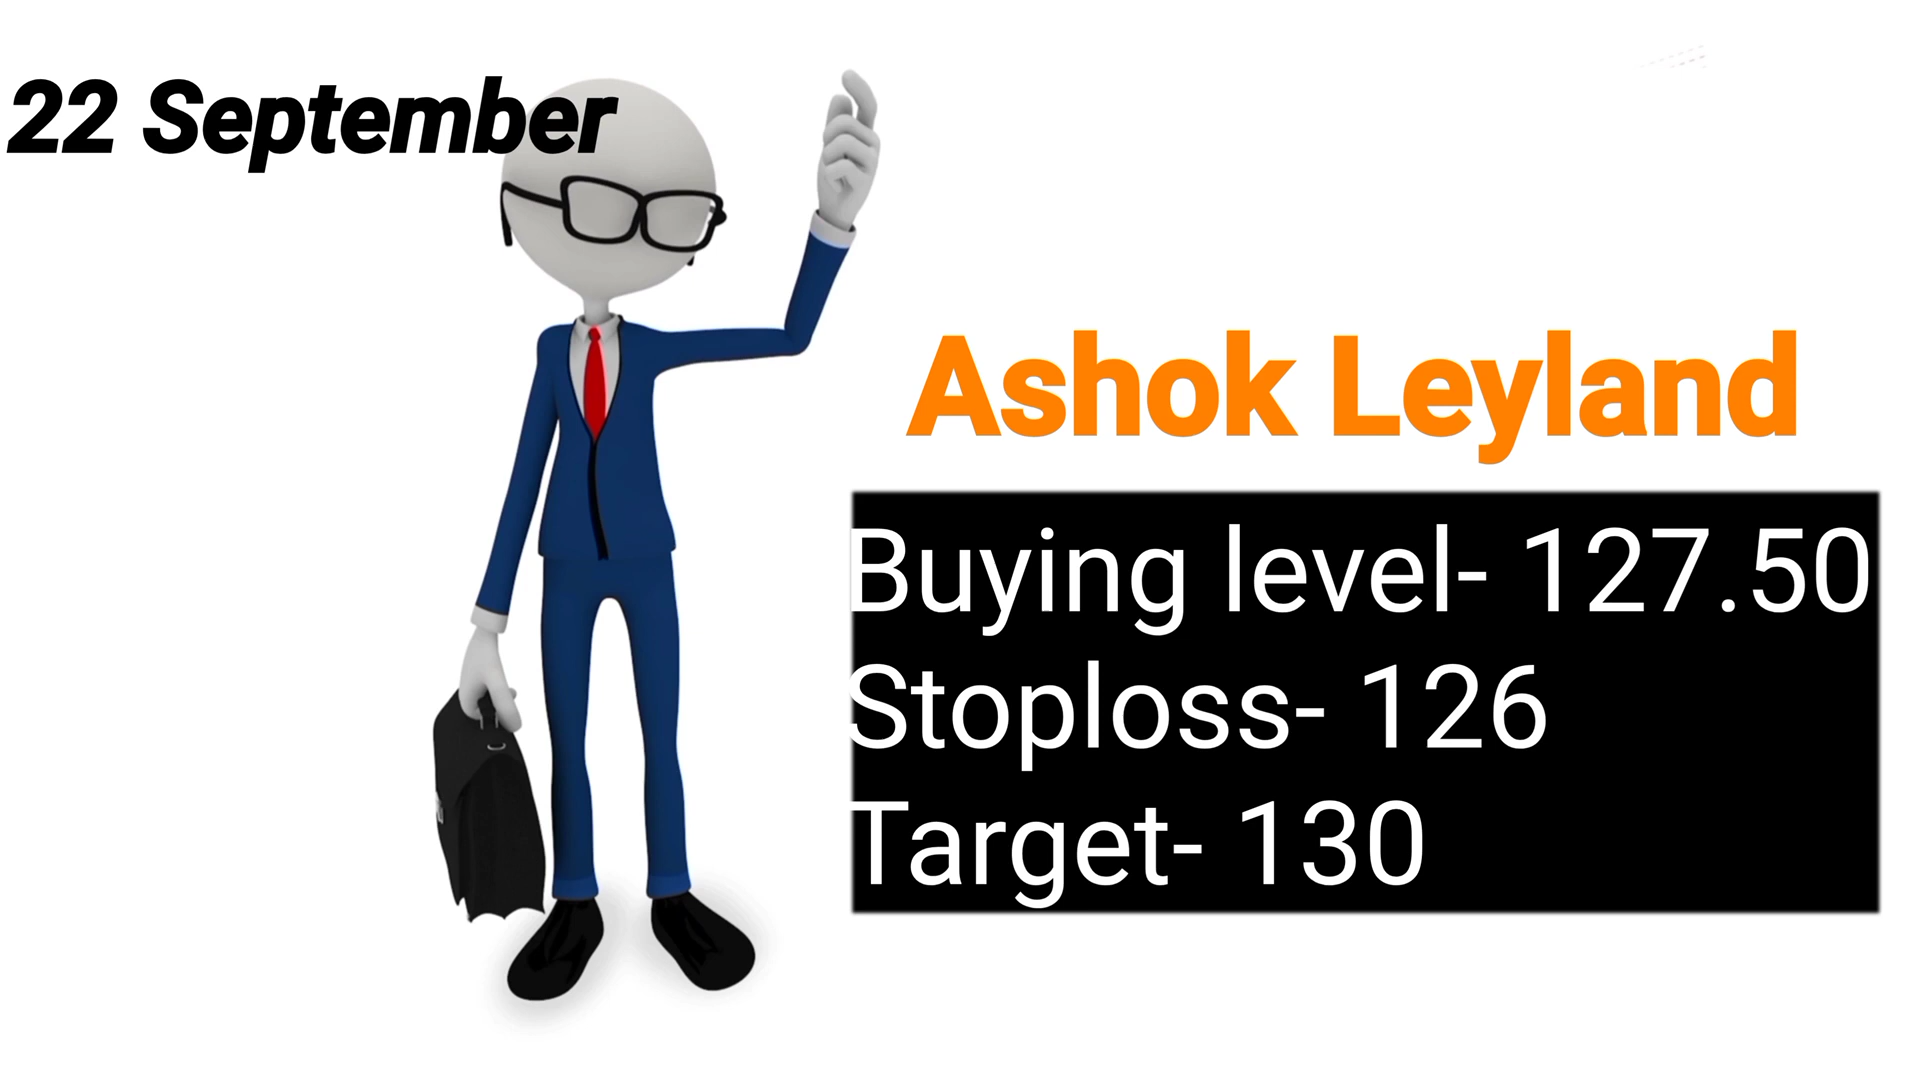 22 September
Ashok Leyland
Buying level- 127.50
Stoploss- 126
Target- 130